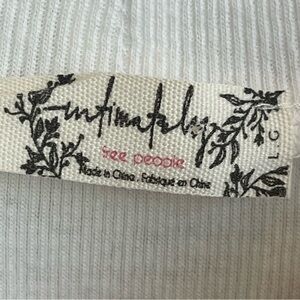 intimately
free people
Made in China . Fabriqué en Chine
L.G